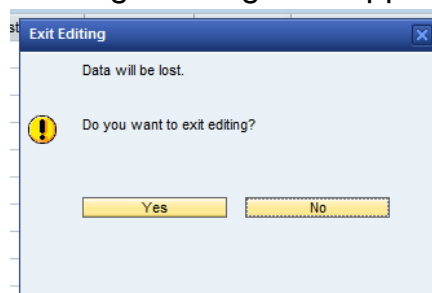 Exit Editing
Data will be lost.
Do you want to exit editing?
Yes
No